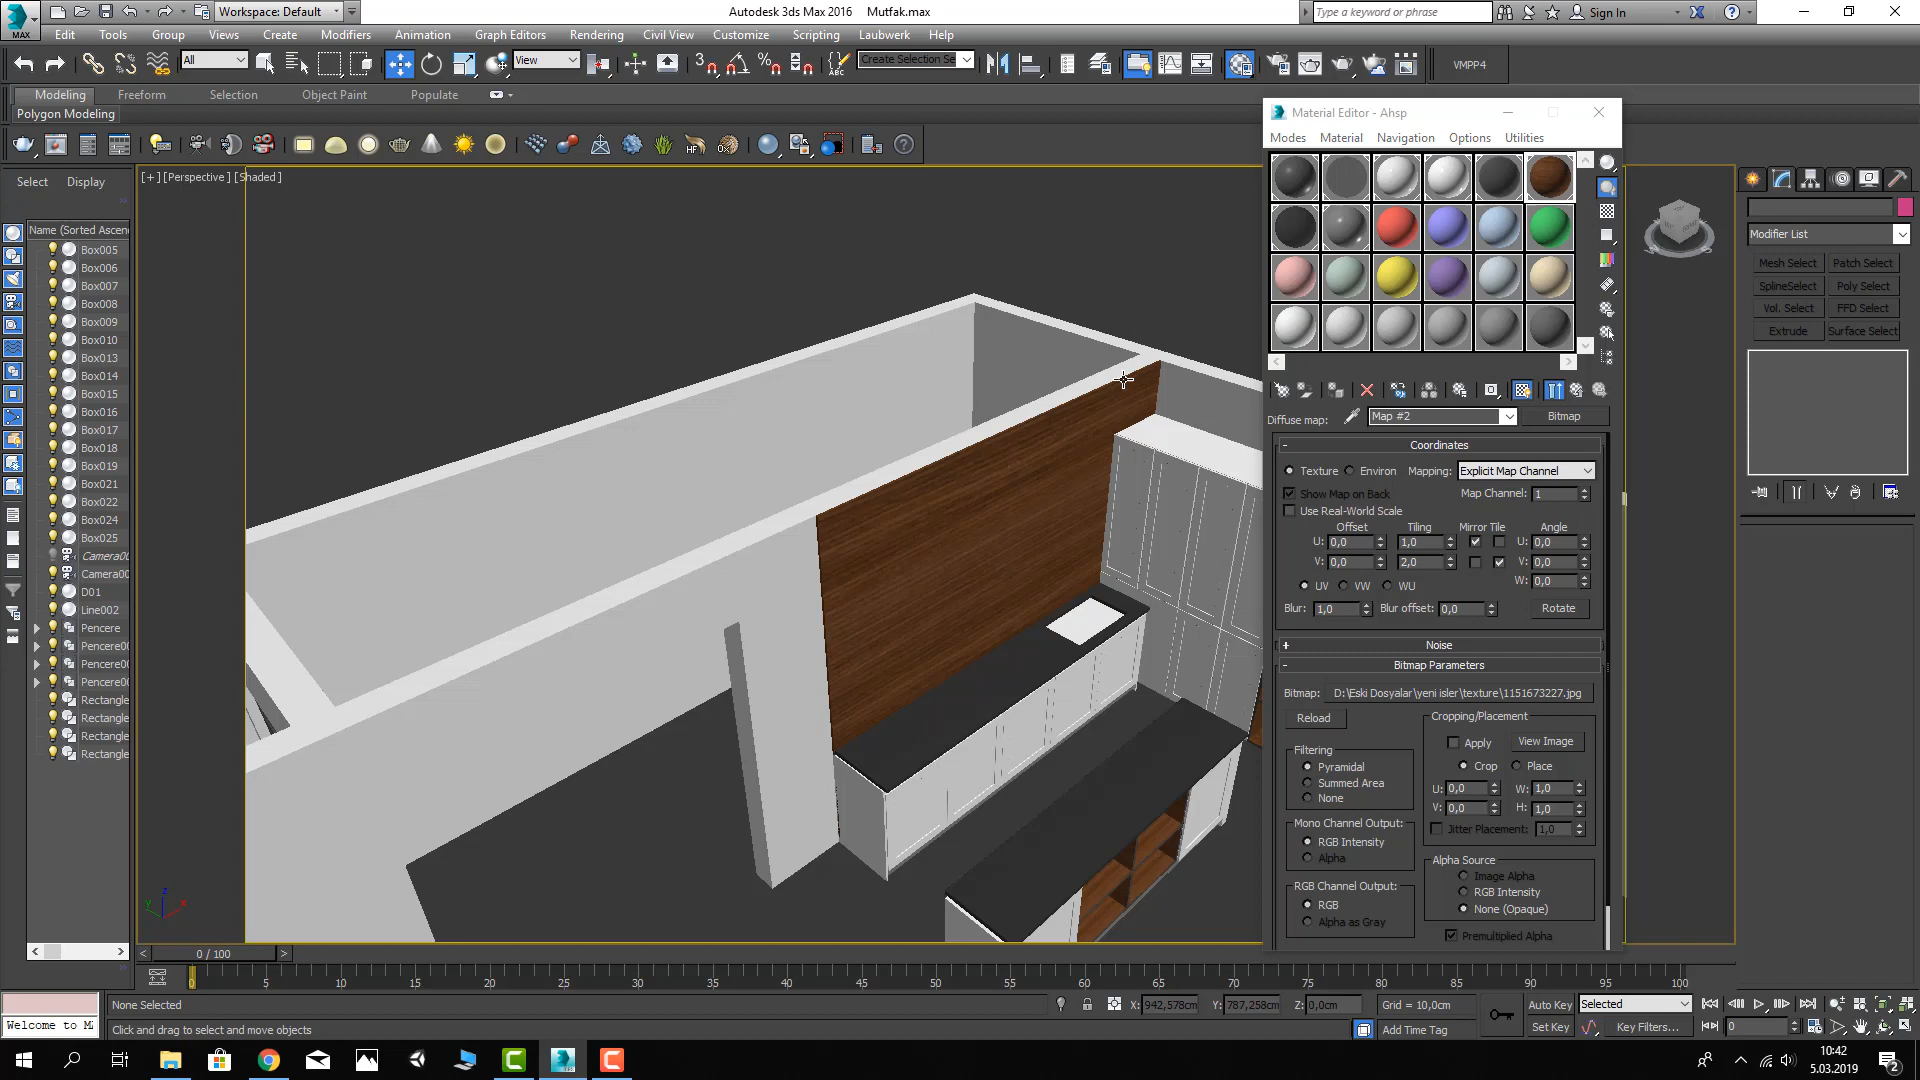 Workspace: Default
Autodesk 3ds Max 2016 Mutfak.max
Type a keyword or phrase
Sign In
MAX
Edit Tools Group Views Create Modifiers Animation Graph Editors Rendering Civil View Customize Scripting Laubwerk Help
All
View
Create Selection Se
ABC
VMPP4
Modeling Freeform Selection Object Paint Populate
Polygon Modeling
[+] [Perspective] [Shaded]
Select Display
Name (Sorted Ascen
Box005
Box006
Box007
Box008
Box009
Box010
Box013
Box014
Box015
Box016
Box017
Box018
Box019
Box021
Box022
Box024
Box025
Camera00
Camera00
D01
Line002
Pencere
Pencere00
Pencere00
Pencere00
Rectangle
Rectangle
Rectangle
Rectangle
Material Editor - Ahsp
Modes Material Navigation Options Utilities
Diffuse map: Map #2 Bitmap
Coordinates
Texture Environ Mapping: Explicit Map Channel
Show Map on Back Map Channel: 1
Use Real-World Scale
Offset Tiling Mirror Tile Angle
U: 0,0 1,0 U: 0,0
V: 0,0 2,0 V: 0,0
UV VW WU W: 0,0
Blur: 1,0 Blur offset: 0,0 Rotate
Noise
Bitmap Parameters
Bitmap: D:\Eski Dosyalar\yeni isler\texture\1151673227.jpg
Reload
Cropping/Placement
Apply View Image
Crop Place
U: 0,0 W: 1,0
V: 0,0 H: 1,0
Jitter Placement: 1,0
Filtering
Pyramidal
Summed Area
None
Mono Channel Output:
RGB Intensity
Alpha
RGB Channel Output:
RGB
Alpha as Gray
Alpha Source
Image Alpha
RGB Intensity
None (Opaque)
Premultiplied Alpha
Modifier List
Mesh Select Patch Select
SplineSelect Poly Select
Vol. Select FFD Select
Extrude Surface Select
0 / 100
0 5 10 15 20 25 30 35 40 45 50 55 60 65 70 75 80 85 90 95 100
None Selected
X: 942,578cm Y: 787,258cm Z: 0,0cm Grid = 10,0cm
Auto Key Selected
Welcome to M
Click and drag to select and move objects
Add Time Tag
Set Key Key Filters... 0
10:42
5.03.2019
2